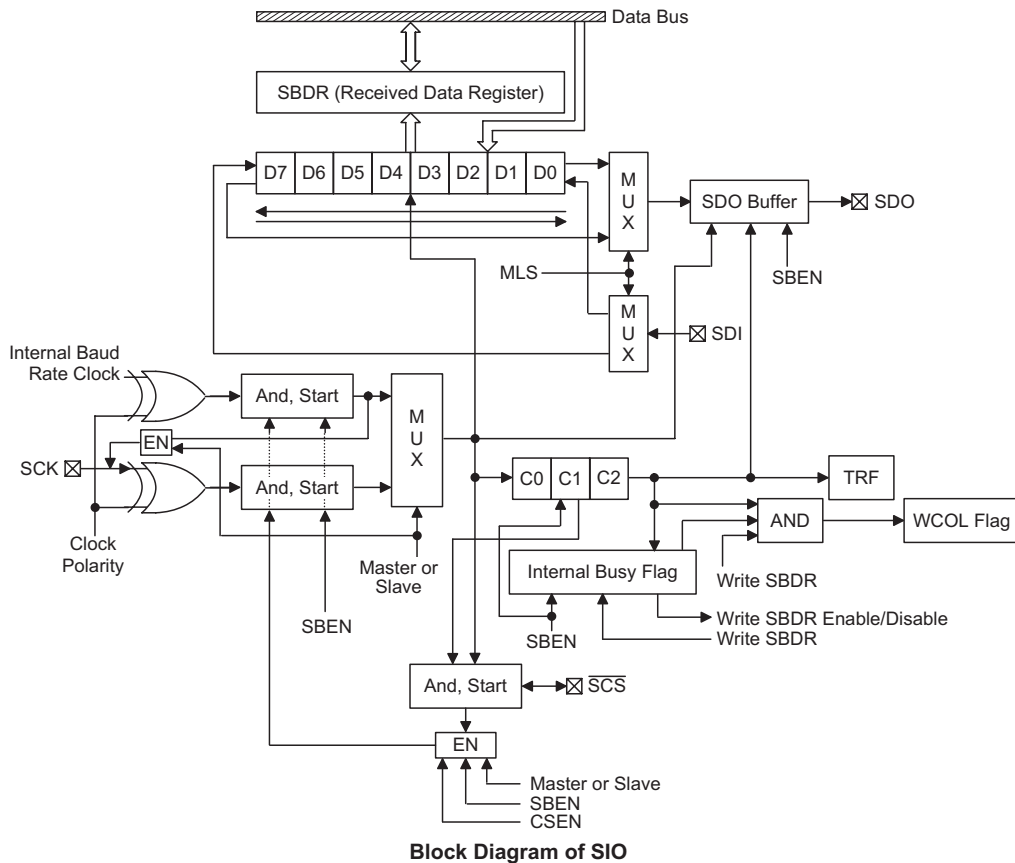 Data Bus
SBDR (Received Data Register)
D7 D6 D5 D4 D3 D2 D1 D0
M
U
X
SDO Buffer
SDO
MLS
SBEN
M
U
X
SDI
Internal Baud
Rate Clock
And, Start
M
U
X
EN
SCK
And, Start
C0 C1 C2
TRF
AND
WCOL Flag
Clock
Polarity
Master or
Slave
Internal Busy Flag
Write SBDR
SBEN
SBEN
Write SBDR Enable/Disable
Write SBDR
And, Start
SCS
EN
Master or Slave
SBEN
CSEN
Block Diagram of SIO